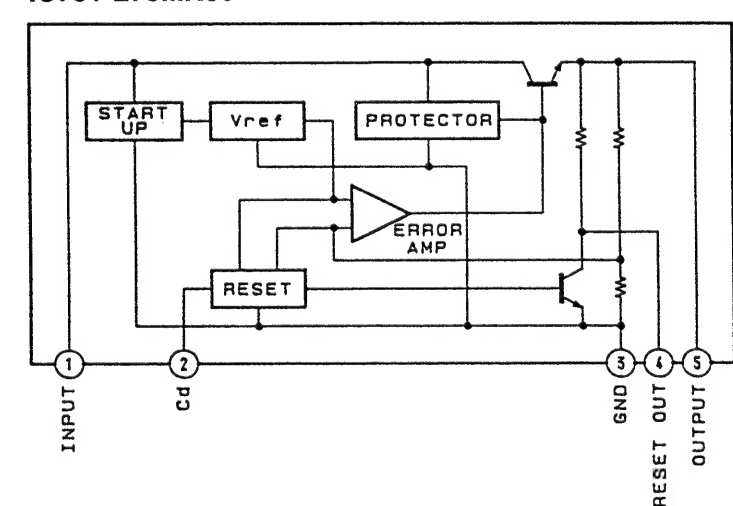 START
UP
Vref
PROTECTOR
ERROR
AMP
RESET
1
2
3
4
5
INPUT
Cd
GND
RESET OUT
OUTPUT